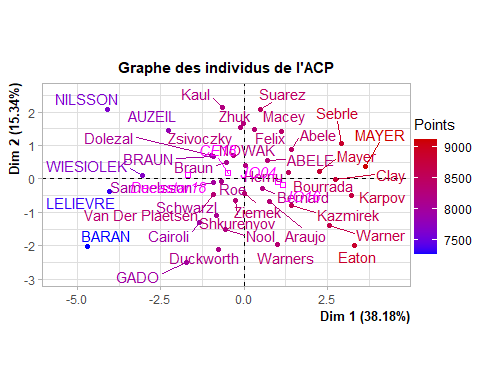 Graphe des individus de l'ACP
Dim 2 (15.34%)
2
1
0
-1
-2
-3
NILSSON
Kaul
Suarez
AUZEIL
Zhuk
Macey
Sebrle
Dolezal
Zsivoczky
Felix
Abele
MAYER
BRAUN
NOWAK
ABELE
Mayer
WIESIOLEK
Braun
Clay
Roe
Bourrada
LELIEVRE
Bernard
Karpov
Van Der Plaetsen
Schwarzl
Ziemek
Kazmirek
Shkurenyov
BARAN
Cairoli
Nool
Araujo
Warner
Duckworth
Warners
Eaton
GADO
-5.0
-2.5
0.0
2.5
Dim 1 (38.18%)
Points
9000
8500
8000
7500